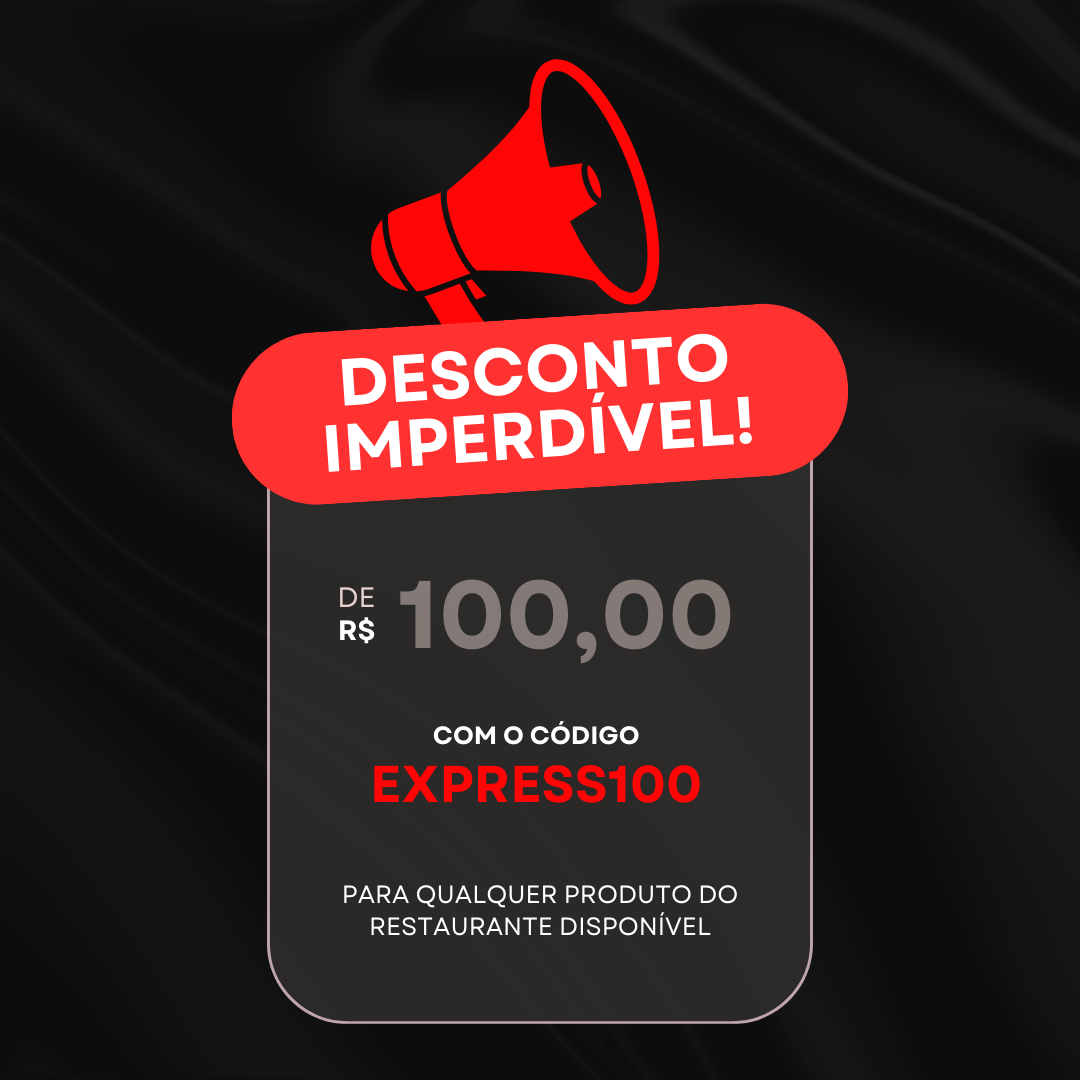 DESCONTO
IMPERDÍVEL!
DE
R$ 100,00
COM O CÓDIGO
EXPRESS100
PARA QUALQUER PRODUTO DO
RESTAURANTE DISPONÍVEL